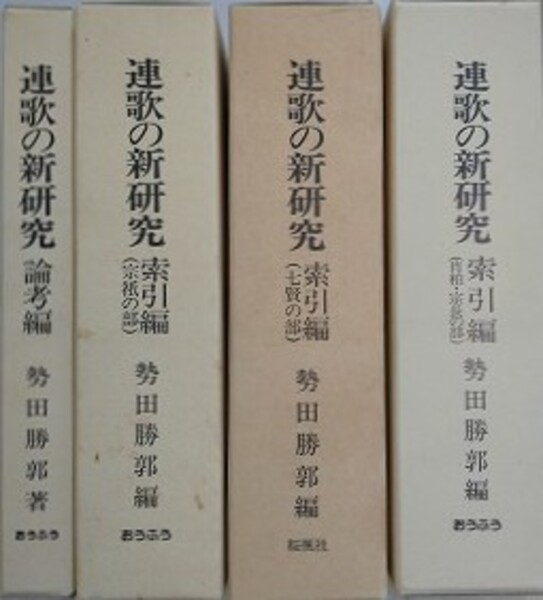 連歌の新研究 論考編 勢田勝郭著 おうふう
連歌の新研究 索引編 (宗祇の部) 勢田勝郭編 おうふう
連歌の新研究 索引編 (七賢の部) 勢田勝郭編 桜楓社
連歌の新研究 索引編 勢田勝郭編 おうふう